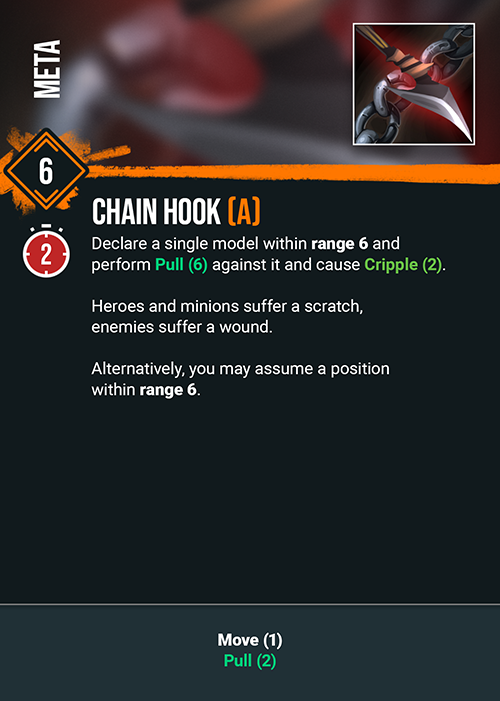 META
6
CHAIN HOOK (A)
2
Declare a single model within range 6 and
perform Pull (6) against it and cause Cripple (2).
Heroes and minions suffer a scratch,
enemies suffer a wound.
Alternatively, you may assume a position
within range 6.
Move (1)
Pull (2)